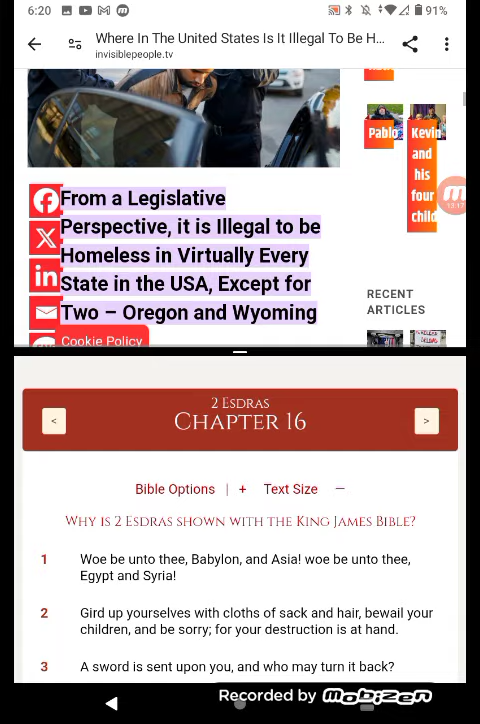 6:20
91%
Where In The United States Is It Illegal To Be H...
invisiblepeople.tv
From a Legislative
Perspective, it is Illegal to be
Homeless in Virtually Every
State in the USA, Except for
Two – Oregon and Wyoming
Cookie Policy
Pablo
Kevin
and
his
four
child
RECENT
ARTICLES
2 Esdras
Chapter 16
< >
Bible Options | + Text Size −
Why is 2 Esdras shown with the King James Bible?
1 Woe be unto thee, Babylon, and Asia! woe be unto thee,
Egypt and Syria!
2 Gird up yourselves with cloths of sack and hair, bewail your
children, and be sorry; for your destruction is at hand.
3 A sword is sent upon you, and who may turn it back?
Recorded by Mobizen